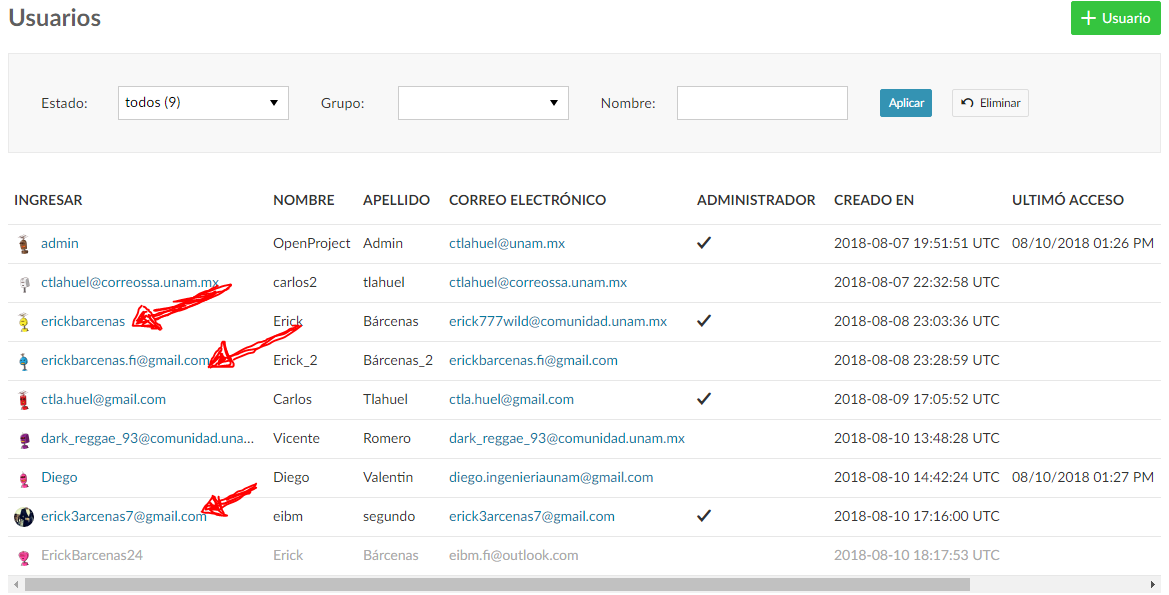 Usuarios
+ Usuario
Estado: todos (9) Grupo: Nombre: Aplicar Eliminar
INGRESAR NOMBRE APELLIDO CORREO ELECTRÓNICO ADMINISTRADOR CREADO EN ULTIMÓ ACCESO
admin OpenProject Admin ctlahuel@unam.mx ✓ 2018-08-07 19:51:51 UTC 08/10/2018 01:26 PM
ctlahuel@correossa.unam.mx carlos2 tlahuel ctlahuel@correossa.unam.mx 2018-08-07 22:32:58 UTC
erickbarcenas Erick Bárcenas erick777wild@comunidad.unam.mx ✓ 2018-08-08 23:03:36 UTC
erickbarcenas.fi@gmail.com Erick_2 Bárcenas_2 erickbarcenas.fi@gmail.com 2018-08-08 23:28:59 UTC
ctla.huel@gmail.com Carlos Tlahuel ctla.huel@gmail.com ✓ 2018-08-09 17:05:52 UTC
dark_reggae_93@comunidad.una... Vicente Romero dark_reggae_93@comunidad.unam.mx 2018-08-10 13:48:28 UTC
Diego Diego Valentin diego.ingenieriaunam@gmail.com 2018-08-10 14:42:24 UTC 08/10/2018 01:27 PM
erick3arcenas7@gmail.com eibm segundo erick3arcenas7@gmail.com ✓ 2018-08-10 17:16:00 UTC
ErickBarcenas24 Erick Bárcenas eibm.fi@outlook.com 2018-08-10 18:17:53 UTC